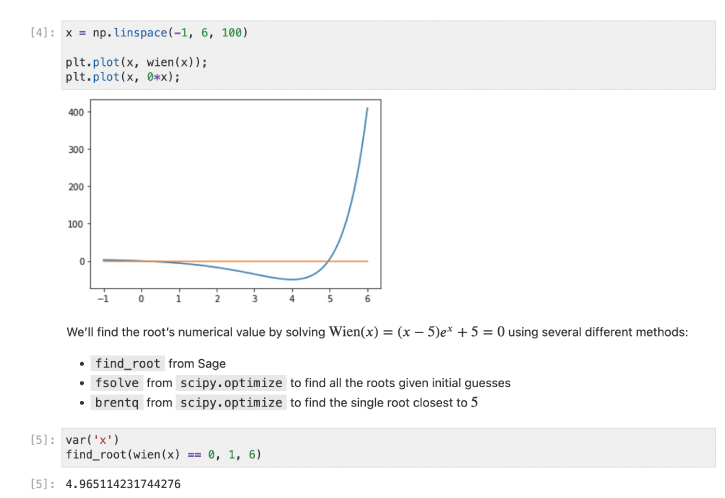 [4]: x = np.linspace(-1, 6, 100)
plt.plot(x, wien(x));
plt.plot(x, 0*x);
400
300
200
100
0
-1 0 1 2 3 4 5 6
We'll find the root's numerical value by solving Wien(x) = (x − 5)eˣ + 5 = 0 using several different methods:
• find_root from Sage
• fsolve from scipy.optimize to find all the roots given initial guesses
• brentq from scipy.optimize to find the single root closest to 5
[5]: var('x')
find_root(wien(x) == 0, 1, 6)
[5]: 4.965114231744276